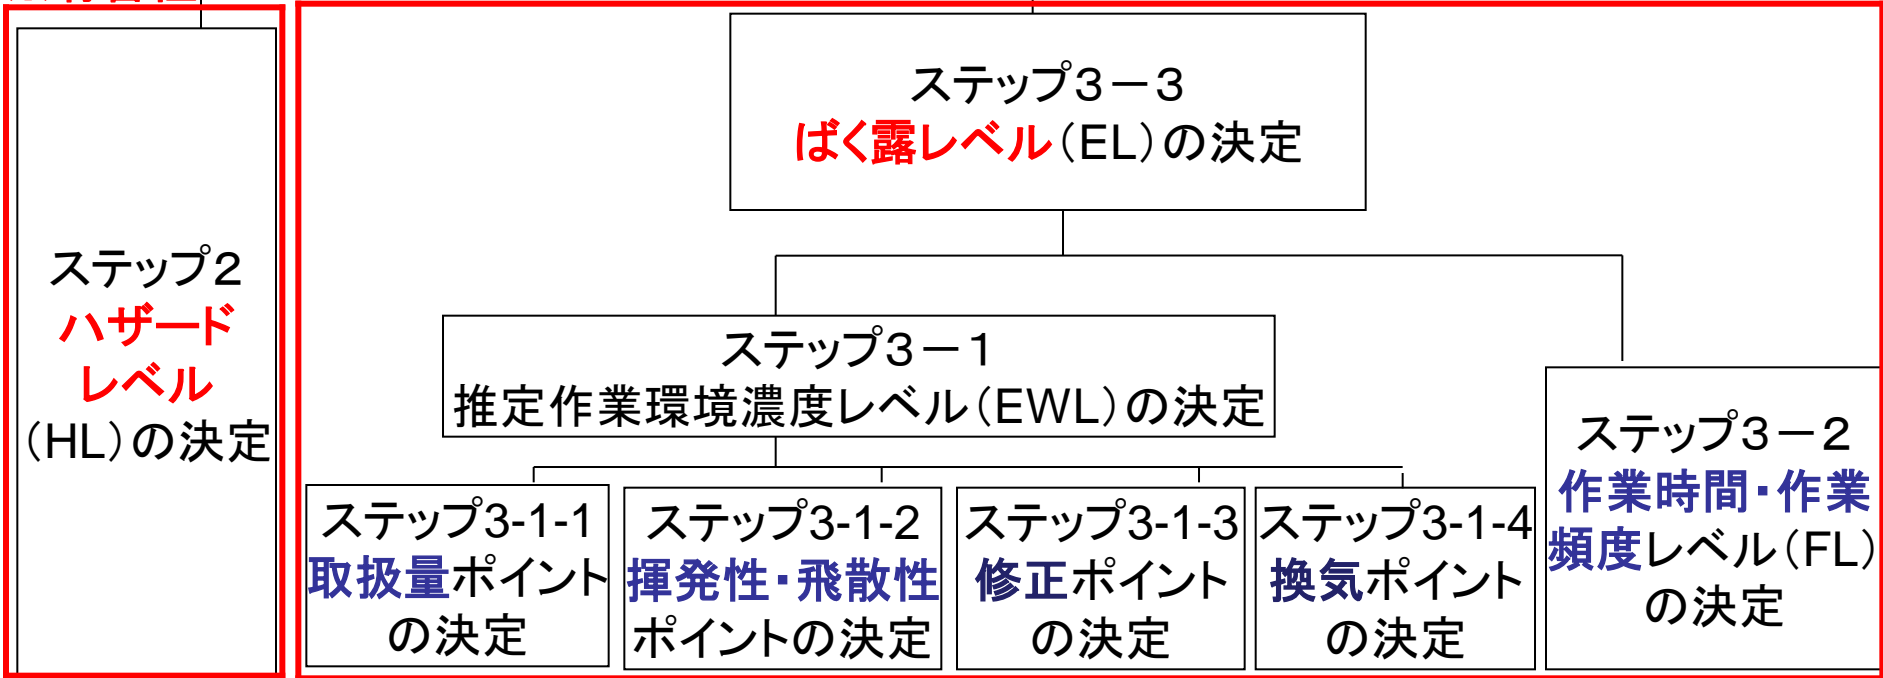 ステップ2
ハザード
レベル
(HL)の決定
ステップ3-3
ばく露レベル(EL)の決定
ステップ3-1
推定作業環境濃度レベル(EWL)の決定
ステップ3-1-1
取扱量ポイント
の決定
ステップ3-1-2
揮発性・飛散性
ポイントの決定
ステップ3-1-3
修正ポイント
の決定
ステップ3-1-4
換気ポイント
の決定
ステップ3-2
作業時間・作業
頻度レベル(FL)
の決定